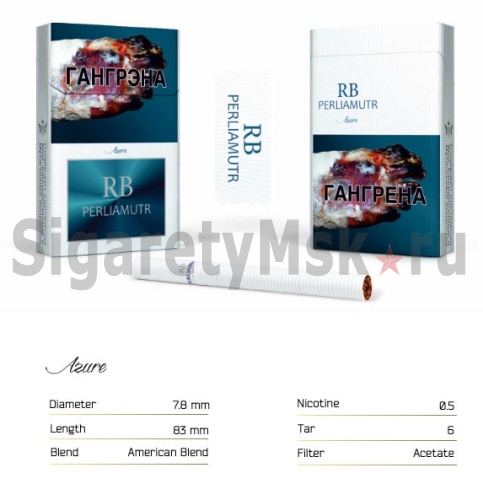 ГАНГРЭНА
Azure
RB
PERLIAMUTR
RB
PERLIAMUTR
RB
PERLIAMUTR
Azure
ГАНГРЕНА
SigaretyMsk.ru
Azure
Diameter 7.8 mm
Length 83 mm
Blend American Blend
Nicotine 0.5
Tar 6
Filter Acetate